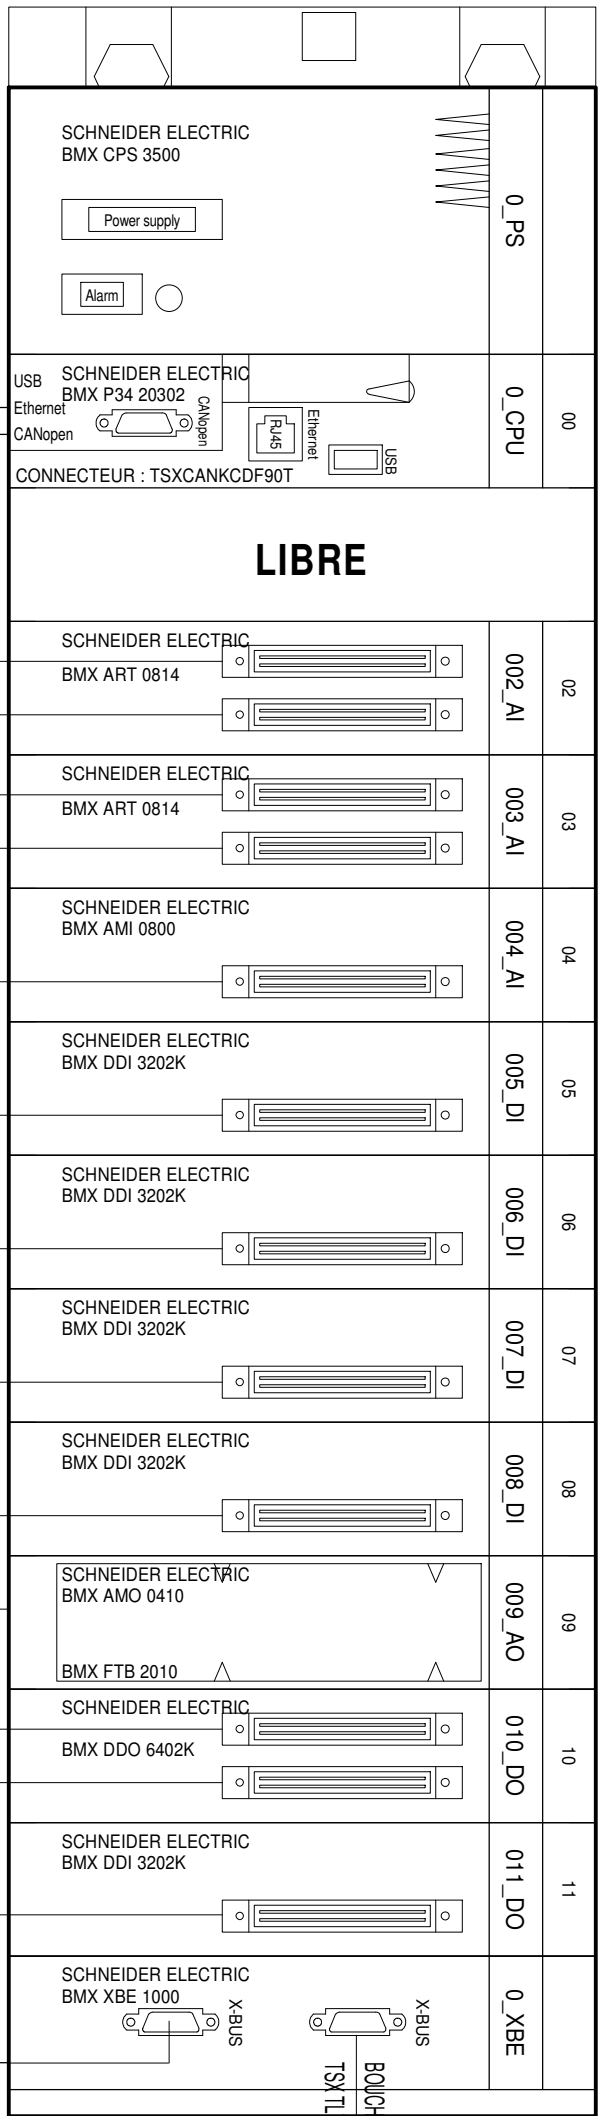 SCHNEIDER ELECTRIC
BMX CPS 3500
Power supply
Alarm
0_PS
USB
Ethernet
CANopen
SCHNEIDER ELECTRIC
BMX P34 20302
CANopen
RJ45
Ethernet
USB
CONNECTEUR : TSXCANKCDF90T
0_CPU
00
LIBRE
SCHNEIDER ELECTRIC
BMX ART 0814
002_AI
02
SCHNEIDER ELECTRIC
BMX ART 0814
003_AI
03
SCHNEIDER ELECTRIC
BMX AMI 0800
004_AI
04
SCHNEIDER ELECTRIC
BMX DDI 3202K
005_DI
05
SCHNEIDER ELECTRIC
BMX DDI 3202K
006_DI
06
SCHNEIDER ELECTRIC
BMX DDI 3202K
007_DI
07
SCHNEIDER ELECTRIC
BMX DDI 3202K
008_DI
08
SCHNEIDER ELECTRIC
BMX AMO 0410
BMX FTB 2010
009_AO
09
SCHNEIDER ELECTRIC
BMX DDO 6402K
010_DO
10
SCHNEIDER ELECTRIC
BMX DDI 3202K
011_DO
11
SCHNEIDER ELECTRIC
BMX XBE 1000
X-BUS
X-BUS
BOUCH
TSX TL
0_XBE